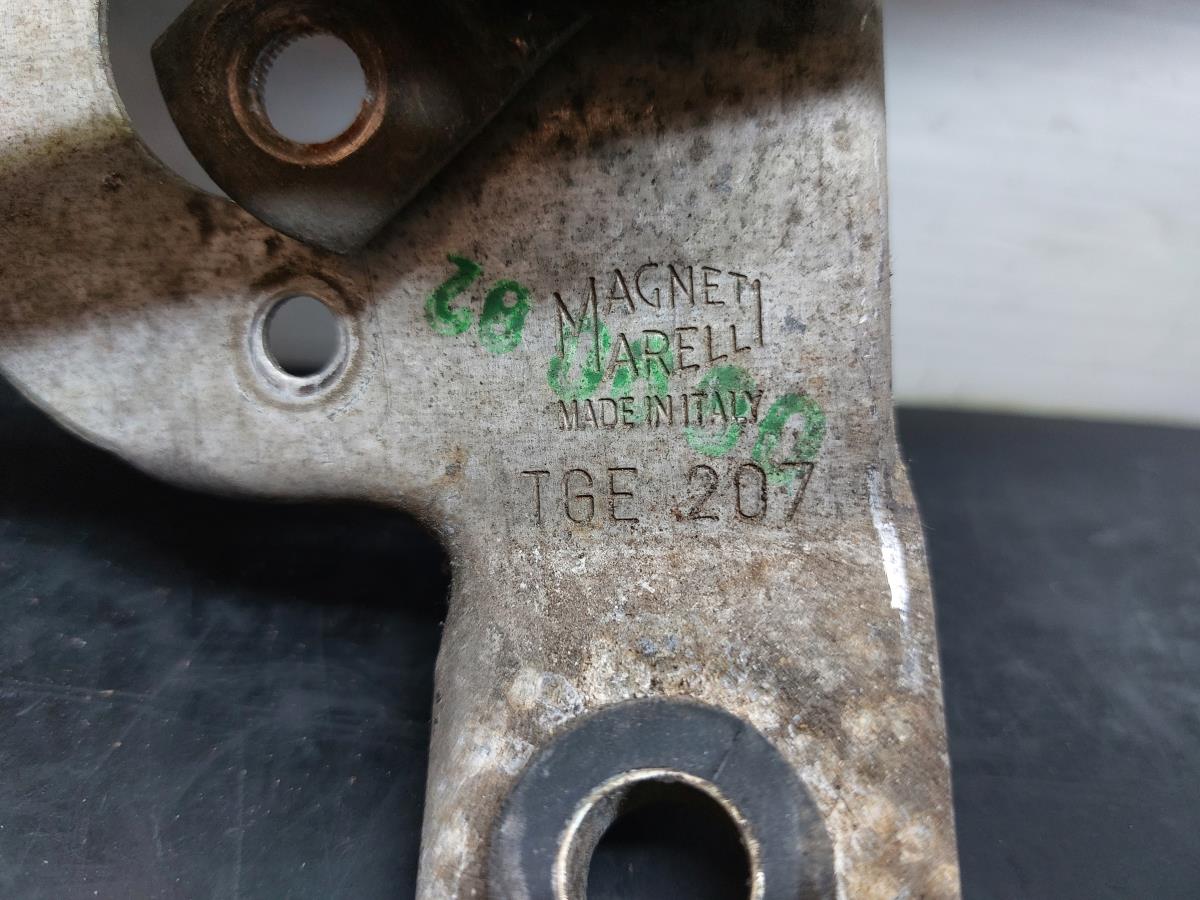 MAGNETI
MARELLI
MADE IN ITALY
TGE 207